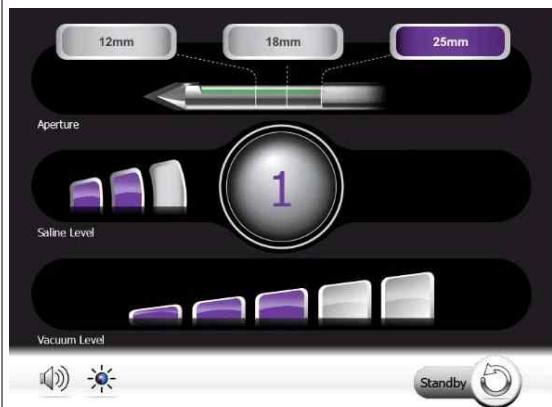 12mm 18mm 25mm
Aperture
1
Saline Level
Vacuum Level
Standby